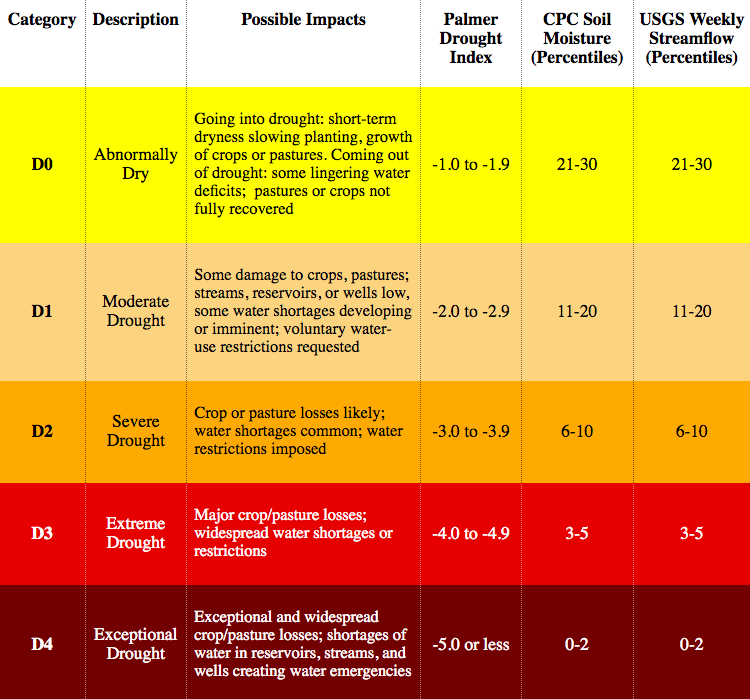 Category Description Possible Impacts Palmer Drought Index CPC Soil Moisture (Percentiles) USGS Weekly Streamflow (Percentiles)
D0
Abnormally
Dry
Going into drought: short-term
dryness slowing planting, growth
of crops or pastures. Coming out
of drought: some lingering water
deficits; pastures or crops not
fully recovered
-1.0 to -1.9
21-30
21-30
D1
Moderate
Drought
Some damage to crops, pastures;
streams, reservoirs, or wells low,
some water shortages developing
or imminent; voluntary water-
use restrictions requested
-2.0 to -2.9
11-20
11-20
D2
Severe
Drought
Crop or pasture losses likely;
water shortages common; water
restrictions imposed
-3.0 to -3.9
6-10
6-10
D3
Extreme
Drought
Major crop/pasture losses;
widespread water shortages or
restrictions
-4.0 to -4.9
3-5
3-5
D4
Exceptional
Drought
Exceptional and widespread
crop/pasture losses; shortages of
water in reservoirs, streams, and
wells creating water emergencies
-5.0 or less
0-2
0-2